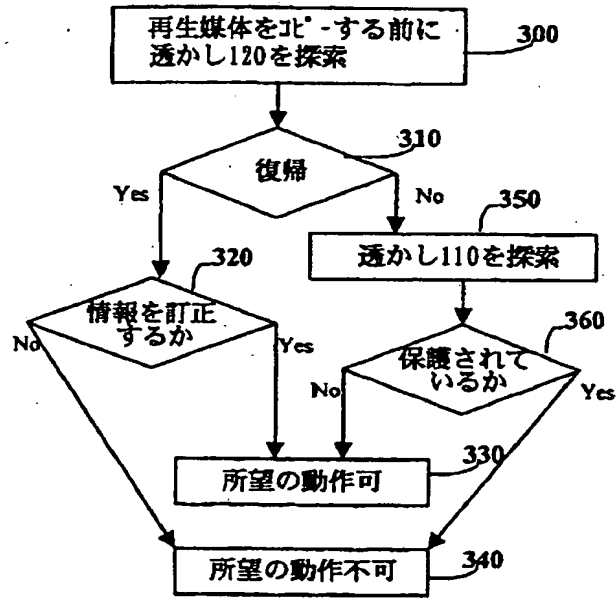 再生媒体をｺﾋﾟｰする前に
透かし120を探索
300
復帰
310
Yes
No
350
透かし110を探索
320
情報を訂正
するか
No
Yes
360
保護されて
いるか
No
Yes
所望の動作可
330
所望の動作不可
340